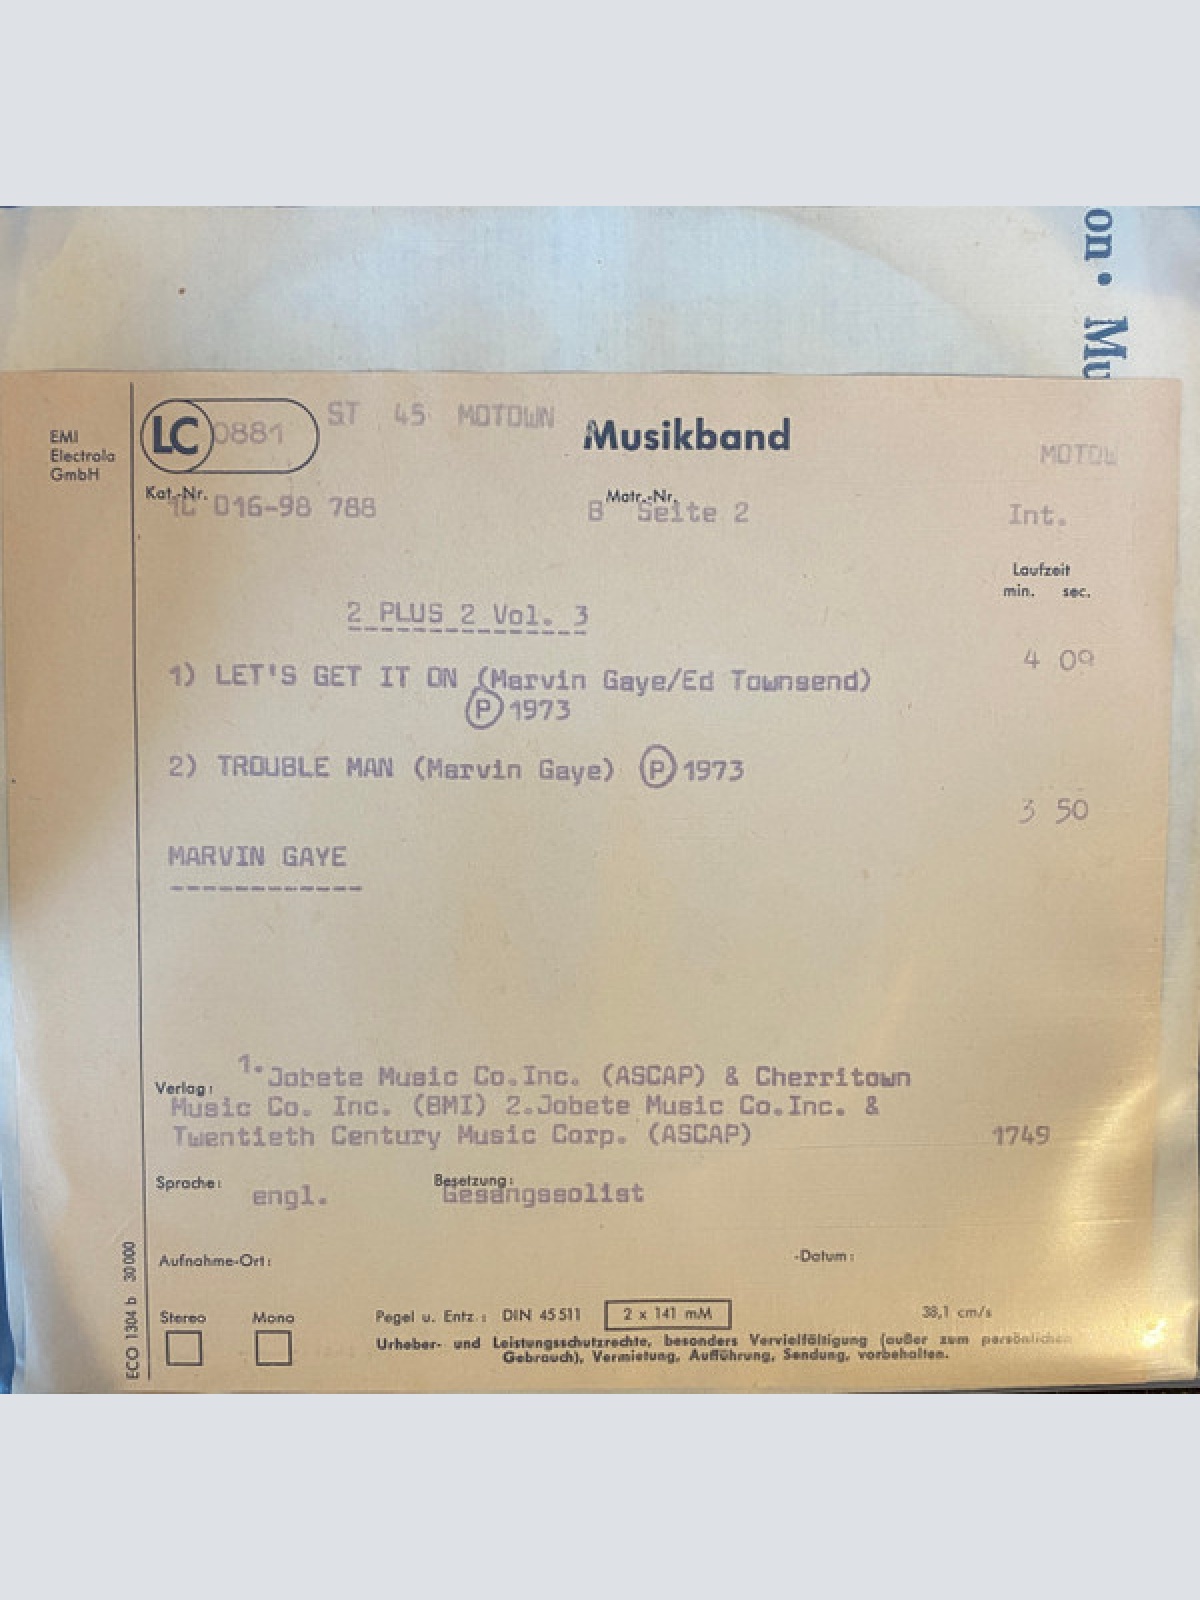 on • Mu
EMI
Electrola
GmbH
LC 0881 ST 45 MOTOWN Musikband
MOTOW
Kat.-Nr. Matr.-Nr.
1C 016-98 788 B Seite 2 Int.
Laufzeit
min. sec.
2 PLUS 2 Vol. 3
4 09
1) LET'S GET IT ON (Marvin Gaye/Ed Townsend)
Ⓟ 1973
2) TROUBLE MAN (Marvin Gaye) Ⓟ 1973
3 50
MARVIN GAYE
Verlag: 1. Jobete Music Co.Inc. (ASCAP) & Cherritown
Music Co. Inc. (BMI) 2.Jobete Music Co.Inc. &
Twentieth Century Music Corp. (ASCAP) 1749
Sprache: engl. Besetzung: Gesangssolist
Aufnahme-Ort: -Datum:
Stereo Mono Pegel u. Entz.: DIN 45511 2 x 141 mM 38,1 cm/s
Urheber- und Leistungsschutzrechte, besonders Vervielfältigung (außer zum persönlichen
Gebrauch), Vermietung, Aufführung, Sendung, vorbehalten.
ECO 1304 b 30000